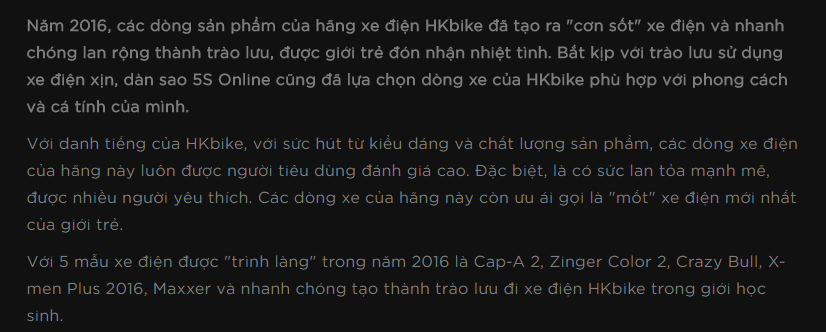 Năm 2016, các dòng sản phẩm của hãng xe điện HKbike đã tạo ra "cơn sốt" xe điện và nhanh
chóng lan rộng thành trào lưu, được giới trẻ đón nhận nhiệt tình. Bắt kịp với trào lưu sử dụng
xe điện xịn, dàn sao 5S Online cũng đã lựa chọn dòng xe của HKbike phù hợp với phong cách
và cá tính của mình.
Với danh tiếng của HKbike, với sức hút từ kiểu dáng và chất lượng sản phẩm, các dòng xe điện
của hãng này luôn được người tiêu dùng đánh giá cao. Đặc biệt, là có sức lan tỏa mạnh mẽ,
được nhiều người yêu thích. Các dòng xe của hãng này còn ưu ái gọi là "mốt" xe điện mới nhất
của giới trẻ.
Với 5 mẫu xe điện được "trình làng" trong năm 2016 là Cap-A 2, Zinger Color 2, Crazy Bull, X-
men Plus 2016, Maxxer và nhanh chóng tạo thành trào lưu đi xe điện HKbike trong giới học
sinh.